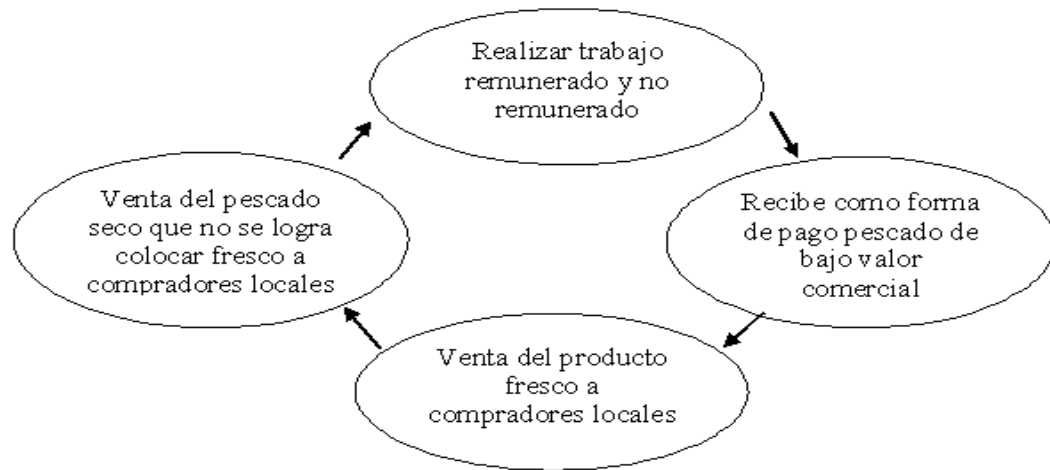 Realizar trabajo
remunerado y no
remunerado
Recibe como forma
de pago pescado de
bajo valor
comercial
Venta del producto
fresco a
compradores locales
Venta del pescado
seco que no se logra
colocar fresco a
compradores locales